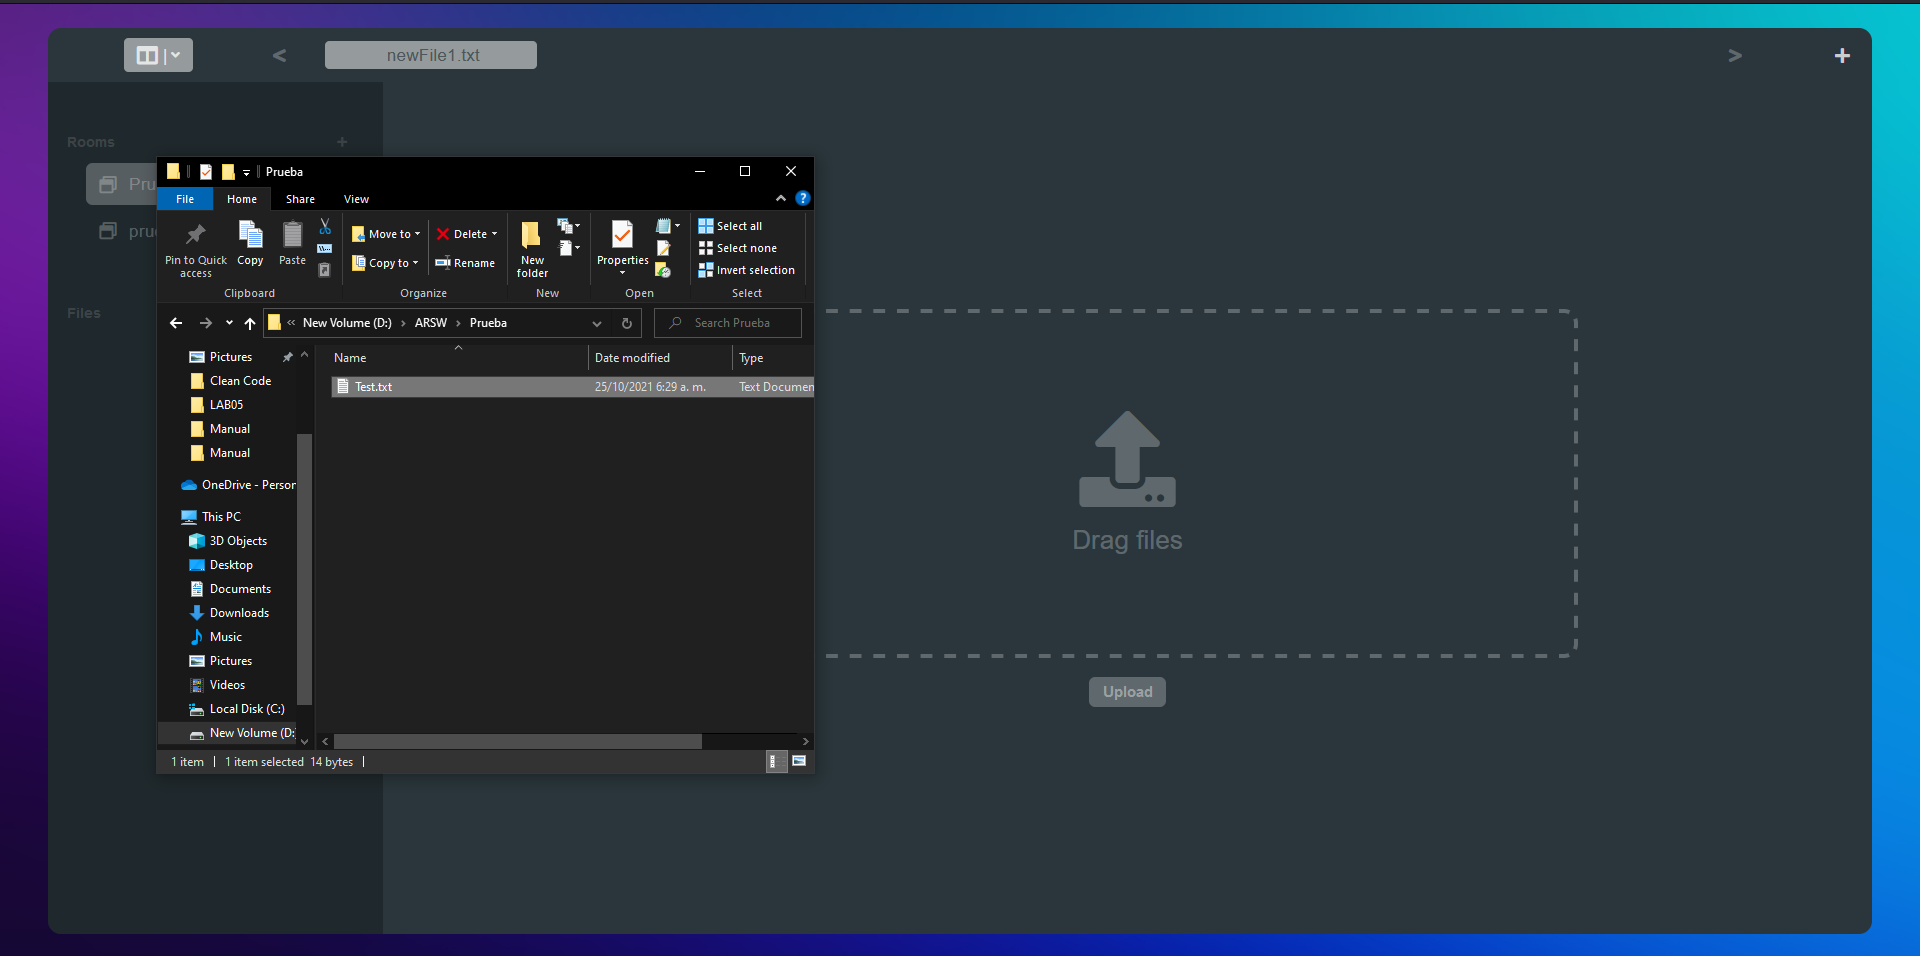 newFile1.txt
Rooms
Pru
pru
Files
Prueba
File Home Share View
Pin to Quick access
Copy
Paste
Clipboard
Move to
Copy to
Delete
Rename
Organize
New folder
New
Properties
Open
Select all
Select none
Invert selection
Select
« New Volume (D:) > ARSW > Prueba
Search Prueba
Name Date modified Type
Test.txt 25/10/2021 6:29 a. m. Text Documen
Pictures
Clean Code
LAB05
Manual
Manual
OneDrive - Person
This PC
3D Objects
Desktop
Documents
Downloads
Music
Pictures
Videos
Local Disk (C:)
New Volume (D:
1 item 1 item selected 14 bytes
Drag files
Upload